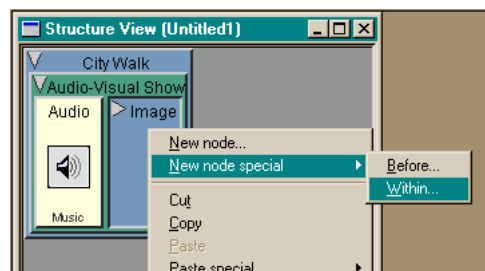 Structure View (Untitled1)
City Walk
Audio-Visual Show
Audio
Image
Music
New node...
New node special
Before...
Within...
Cut
Copy
Paste
Paste special